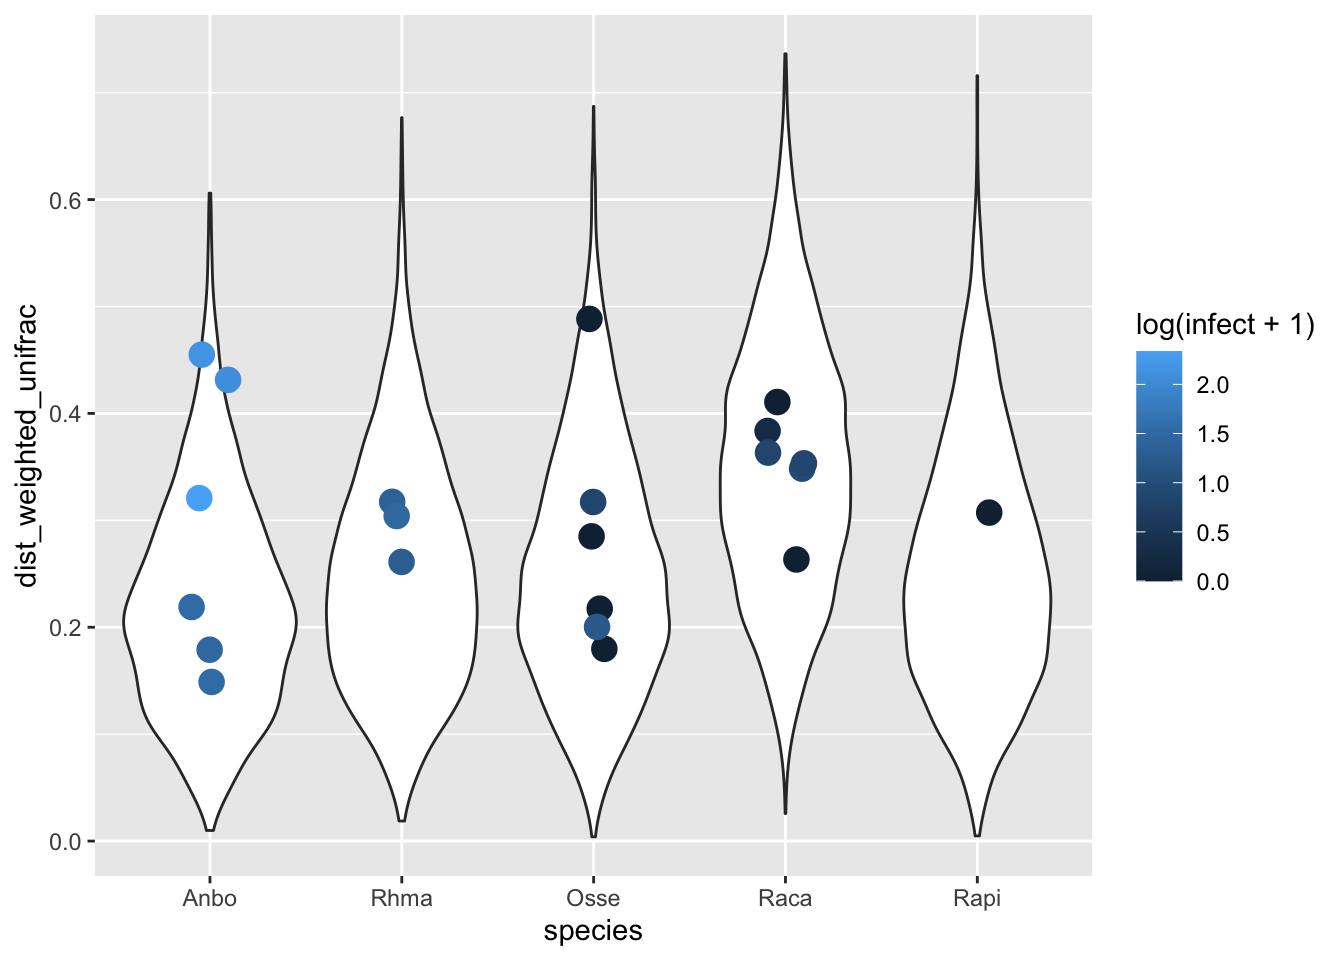 dist_weighted_unifrac
0.6
0.4
0.2
0.0
Anbo Rhma Osse Raca Rapi
species
log(infect + 1)
2.0
1.5
1.0
0.5
0.0